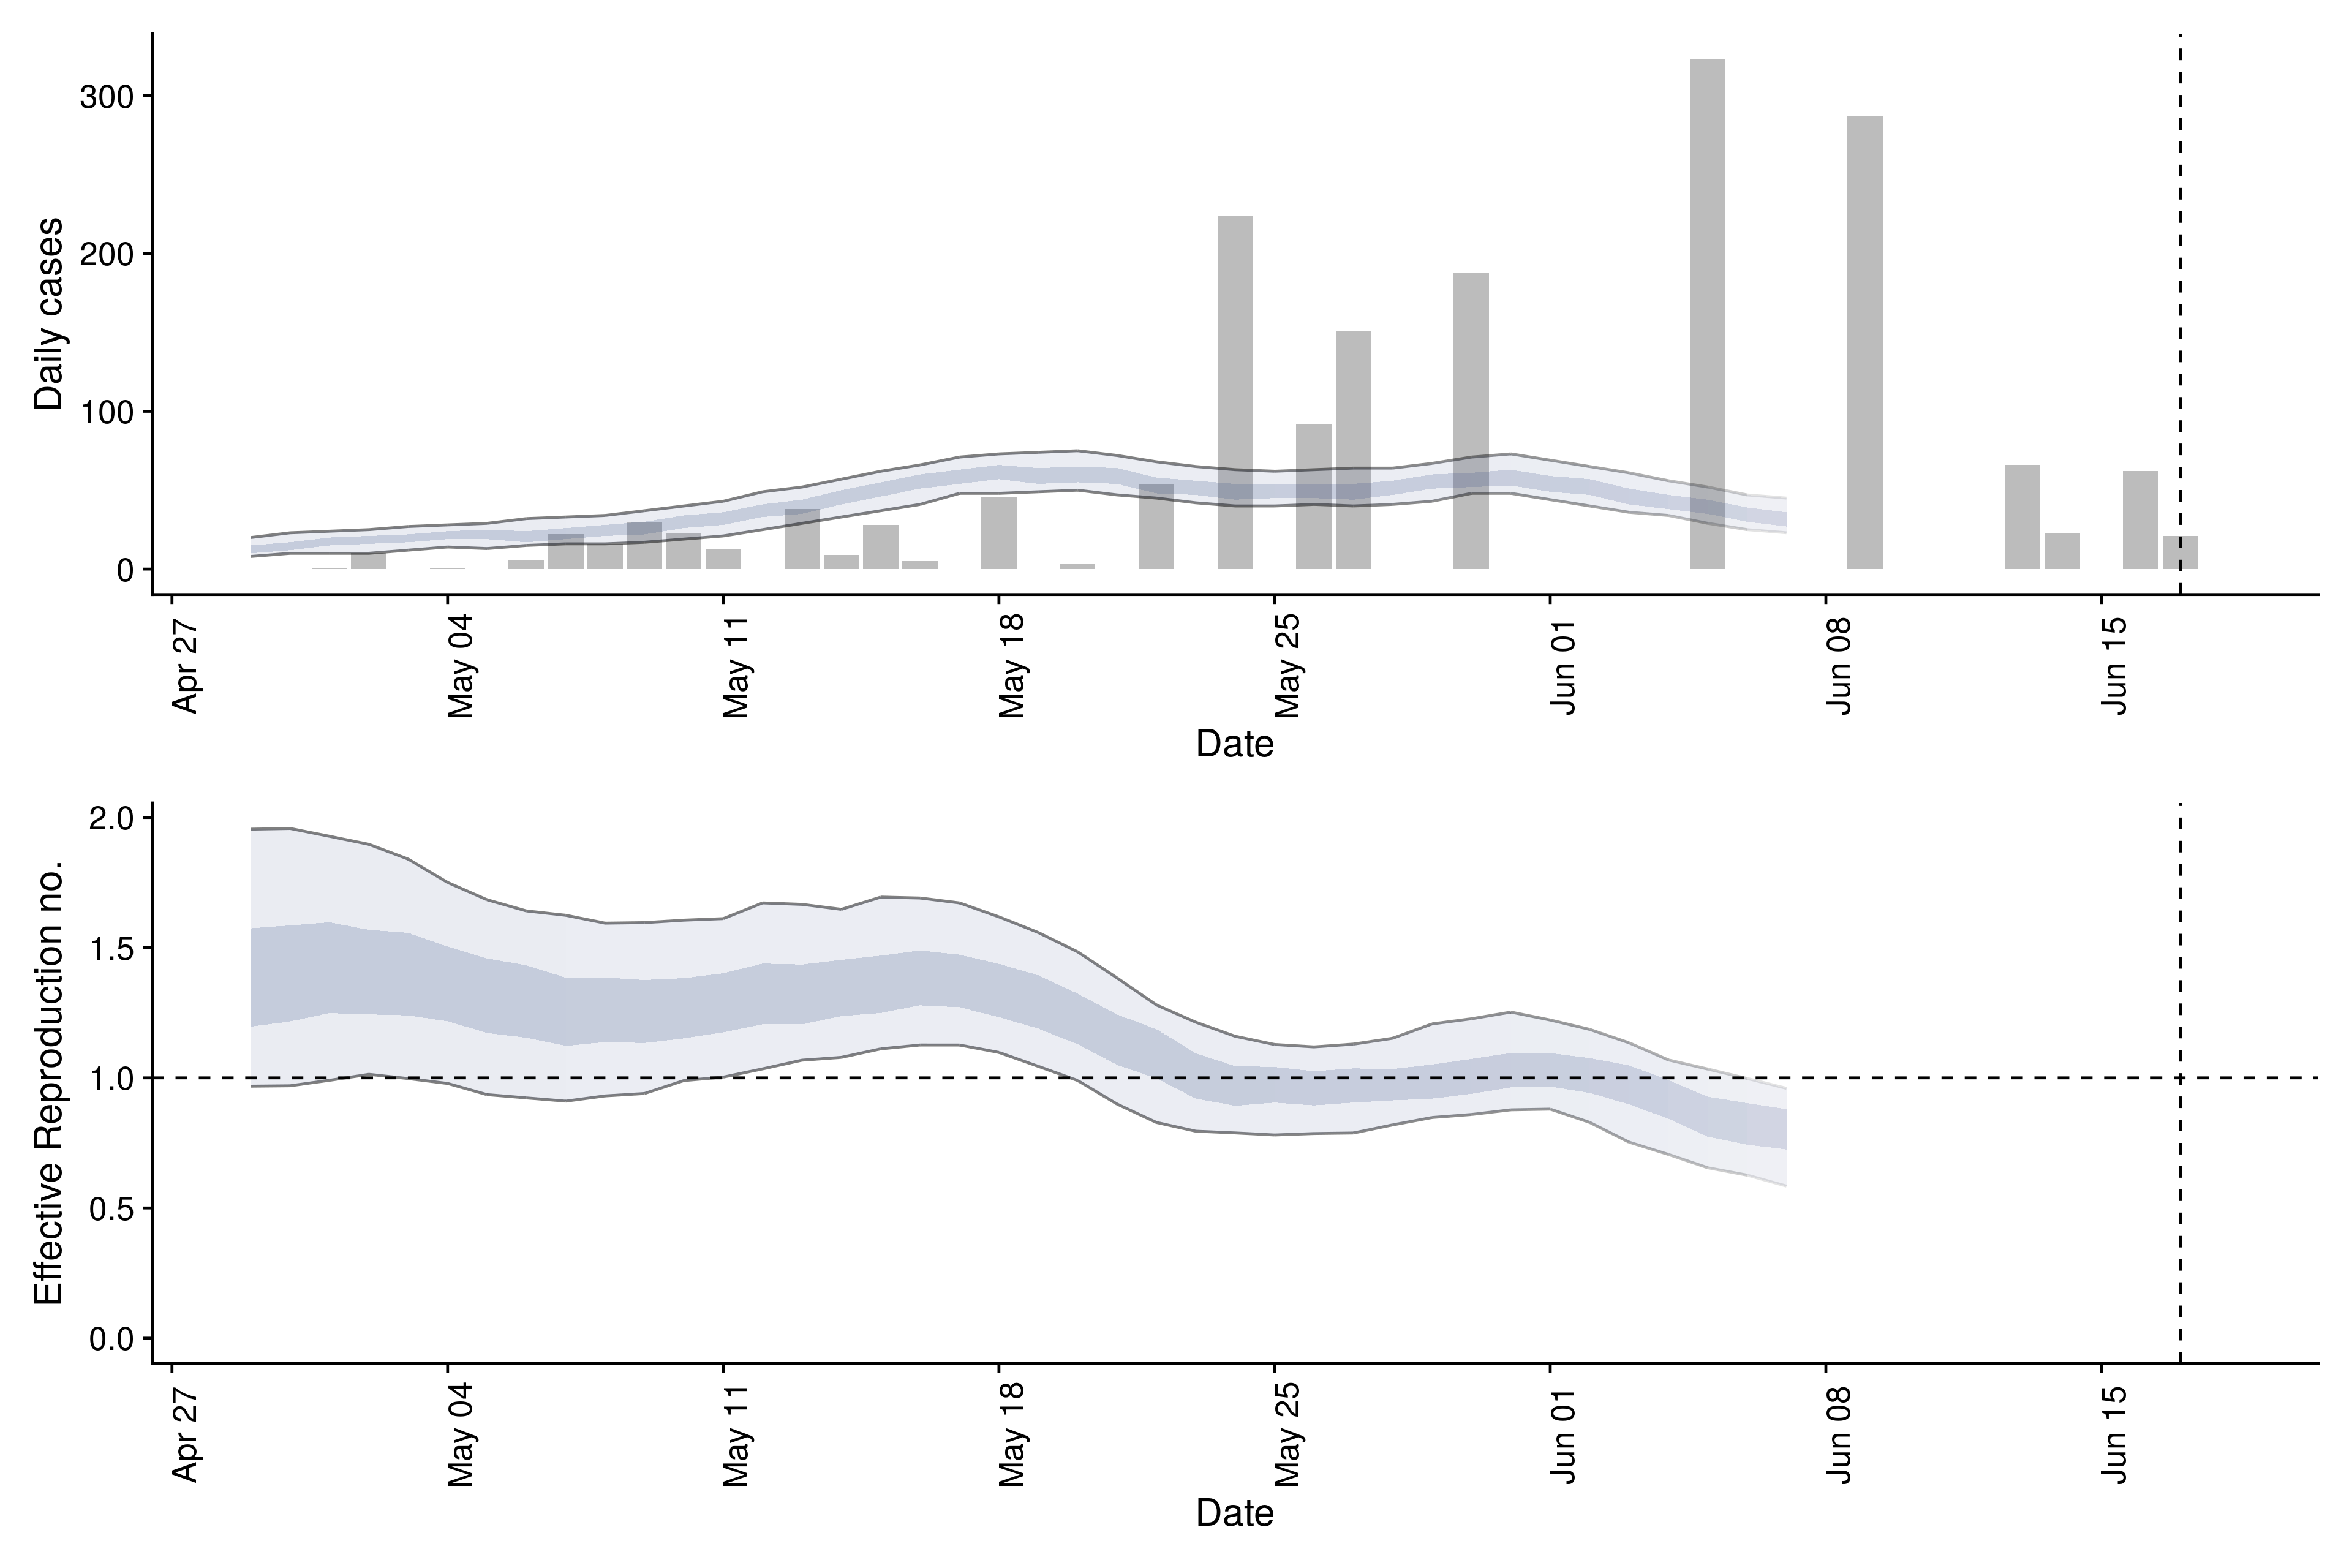 Daily cases
300
200
100
0
Apr 27
May 04
May 11
May 18
May 25
Jun 01
Jun 08
Jun 15
Date
Effective Reproduction no.
2.0
1.5
1.0
0.5
0.0
Apr 27
May 04
May 11
May 18
May 25
Jun 01
Jun 08
Jun 15
Date